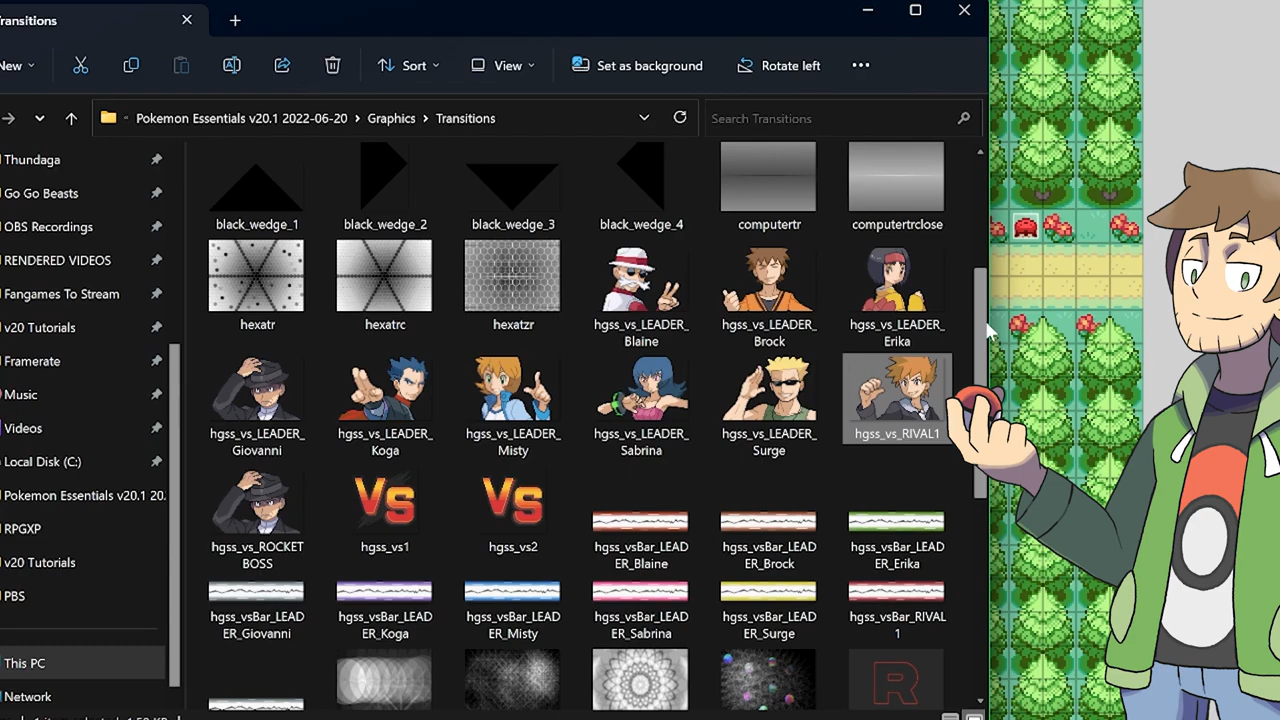 Transitions
New
Sort
View
Set as background
Rotate left
Pokemon Essentials v20.1 2022-06-20 > Graphics > Transitions
Search Transitions
Thundaga
Go Go Beasts
OBS Recordings
RENDERED VIDEOS
Fangames To Stream
v20 Tutorials
Framerate
Music
Videos
Local Disk (C:)
Pokemon Essentials v20.1 20.
RPGXP
v20 Tutorials
PBS
This PC
Network
black_wedge_1
black_wedge_2
black_wedge_3
black_wedge_4
computertr
computertrclose
hexatr
hexatrc
hexatzr
hgss_vs_LEADER_
Blaine
hgss_vs_LEADER_
Brock
hgss_vs_LEADER_
Erika
hgss_vs_LEADER_
Giovanni
hgss_vs_LEADER_
Koga
hgss_vs_LEADER_
Misty
hgss_vs_LEADER_
Sabrina
hgss_vs_LEADER_
Surge
hgss_vs_RIVAL1
Vs
Vs
hgss_vs_ROCKET
BOSS
hgss_vs1
hgss_vs2
hgss_vsBar_LEAD
ER_Blaine
hgss_vsBar_LEAD
ER_Brock
hgss_vsBar_LEAD
ER_Erika
hgss_vsBar_LEAD
ER_Giovanni
hgss_vsBar_LEAD
ER_Koga
hgss_vsBar_LEAD
ER_Misty
hgss_vsBar_LEAD
ER_Sabrina
hgss_vsBar_LEAD
ER_Surge
hgss_vsBar_RIVAL
1
R